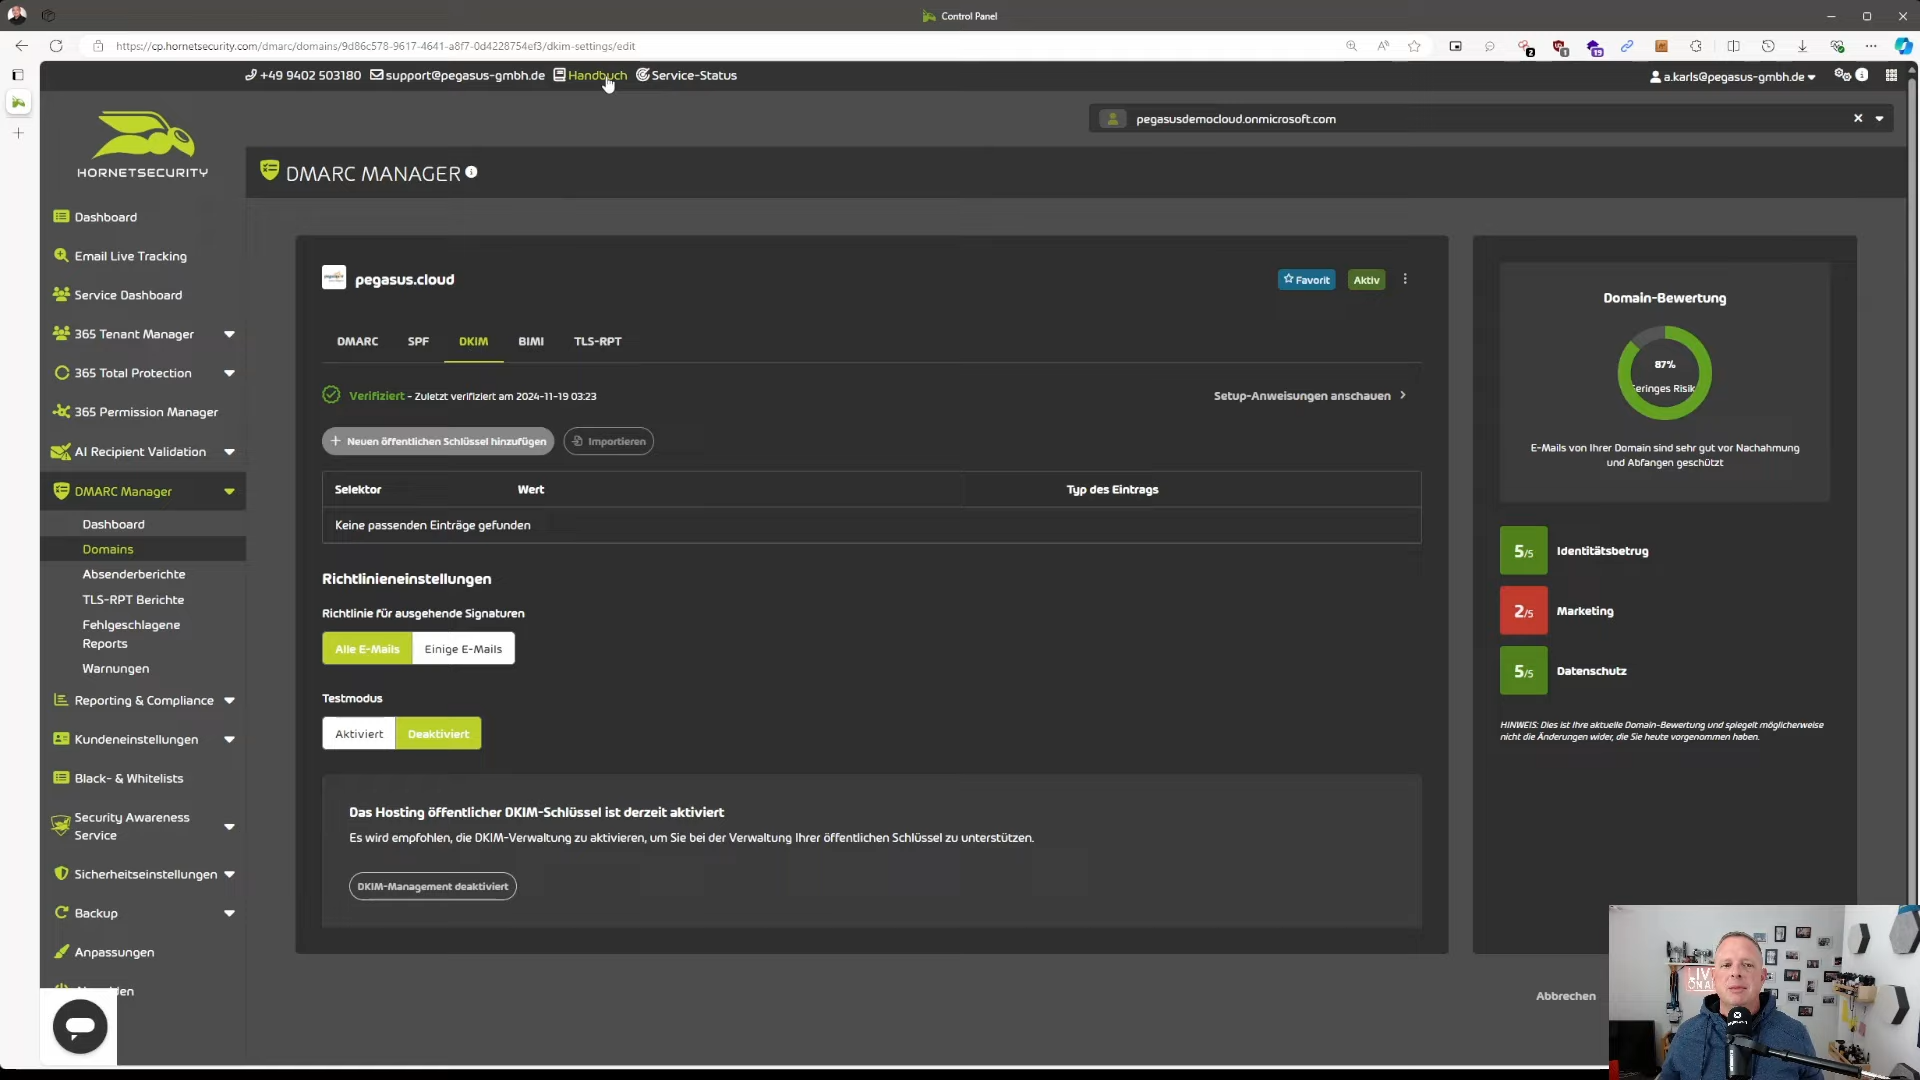 Control Panel
https://cp.hornetsecurity.com/dmarc/domains/9d86c578-9617-4641-a8f7-0d4228754ef3/dkim-settings/edit
+49 9402 503180 support@pegasus-gmbh.de Handbuch Service-Status
a.karls@pegasus-gmbh.de
HORNETSECURITY
pegasusdemocloud.onmicrosoft.com
DMARC MANAGER
Dashboard
Email Live Tracking
Service Dashboard
365 Tenant Manager
365 Total Protection
365 Permission Manager
AI Recipient Validation
DMARC Manager
Dashboard
Domains
Absenderberichte
TLS-RPT Berichte
Fehlgeschlagene
Reports
Warnungen
Reporting & Compliance
Kundeneinstellungen
Black- & Whitelists
Security Awareness
Service
Sicherheitseinstellungen
Backup
Anpassungen
pegasus.cloud
Favorit
Aktiv
DMARC SPF DKIM BIMI TLS-RPT
Verifiziert - Zuletzt verifiziert am 2024-11-19 03:23
Setup-Anweisungen anschauen
+ Neuen öffentlichen Schlüssel hinzufügen
Importieren
Selektor Wert Typ des Eintrags
Keine passenden Einträge gefunden
Richtlinieneinstellungen
Richtlinie für ausgehende Signaturen
Alle E-Mails Einige E-Mails
Testmodus
Aktiviert Deaktiviert
Das Hosting öffentlicher DKIM-Schlüssel ist derzeit aktiviert
Es wird empfohlen, die DKIM-Verwaltung zu aktivieren, um Sie bei der Verwaltung Ihrer öffentlichen Schlüssel zu unterstützen.
DKIM-Management deaktiviert
Domain-Bewertung
87%
Geringes Risik
E-Mails von Ihrer Domain sind sehr gut vor Nachahmung
und Abfangen geschützt
5/5 Identitätsbetrug
2/5 Marketing
5/5 Datenschutz
HINWEIS: Dies ist Ihre aktuelle Domain-Bewertung und spiegelt möglicherweise
nicht die Änderungen wider, die Sie heute vorgenommen haben.
Abbrechen